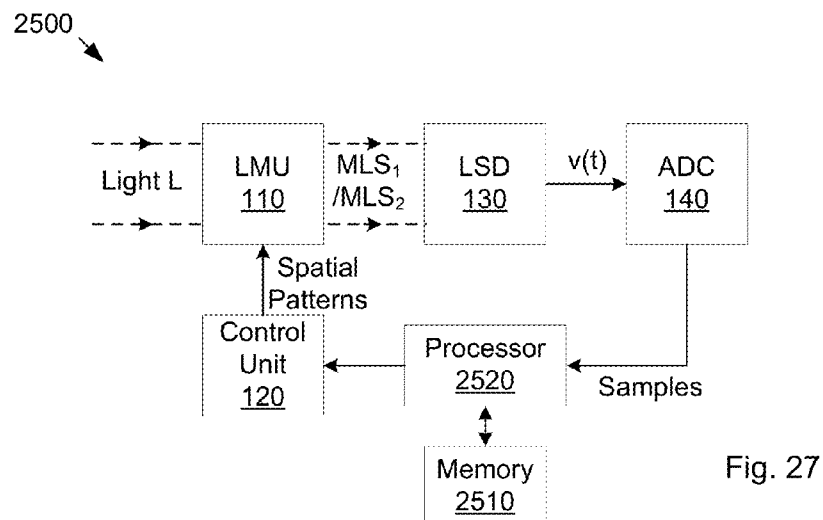 2500
Light L
LMU
110
MLS₁
/MLS₂
LSD
130
v(t)
ADC
140
Spatial
Patterns
Control
Unit
120
Processor
2520
Samples
Memory
2510
Fig. 27